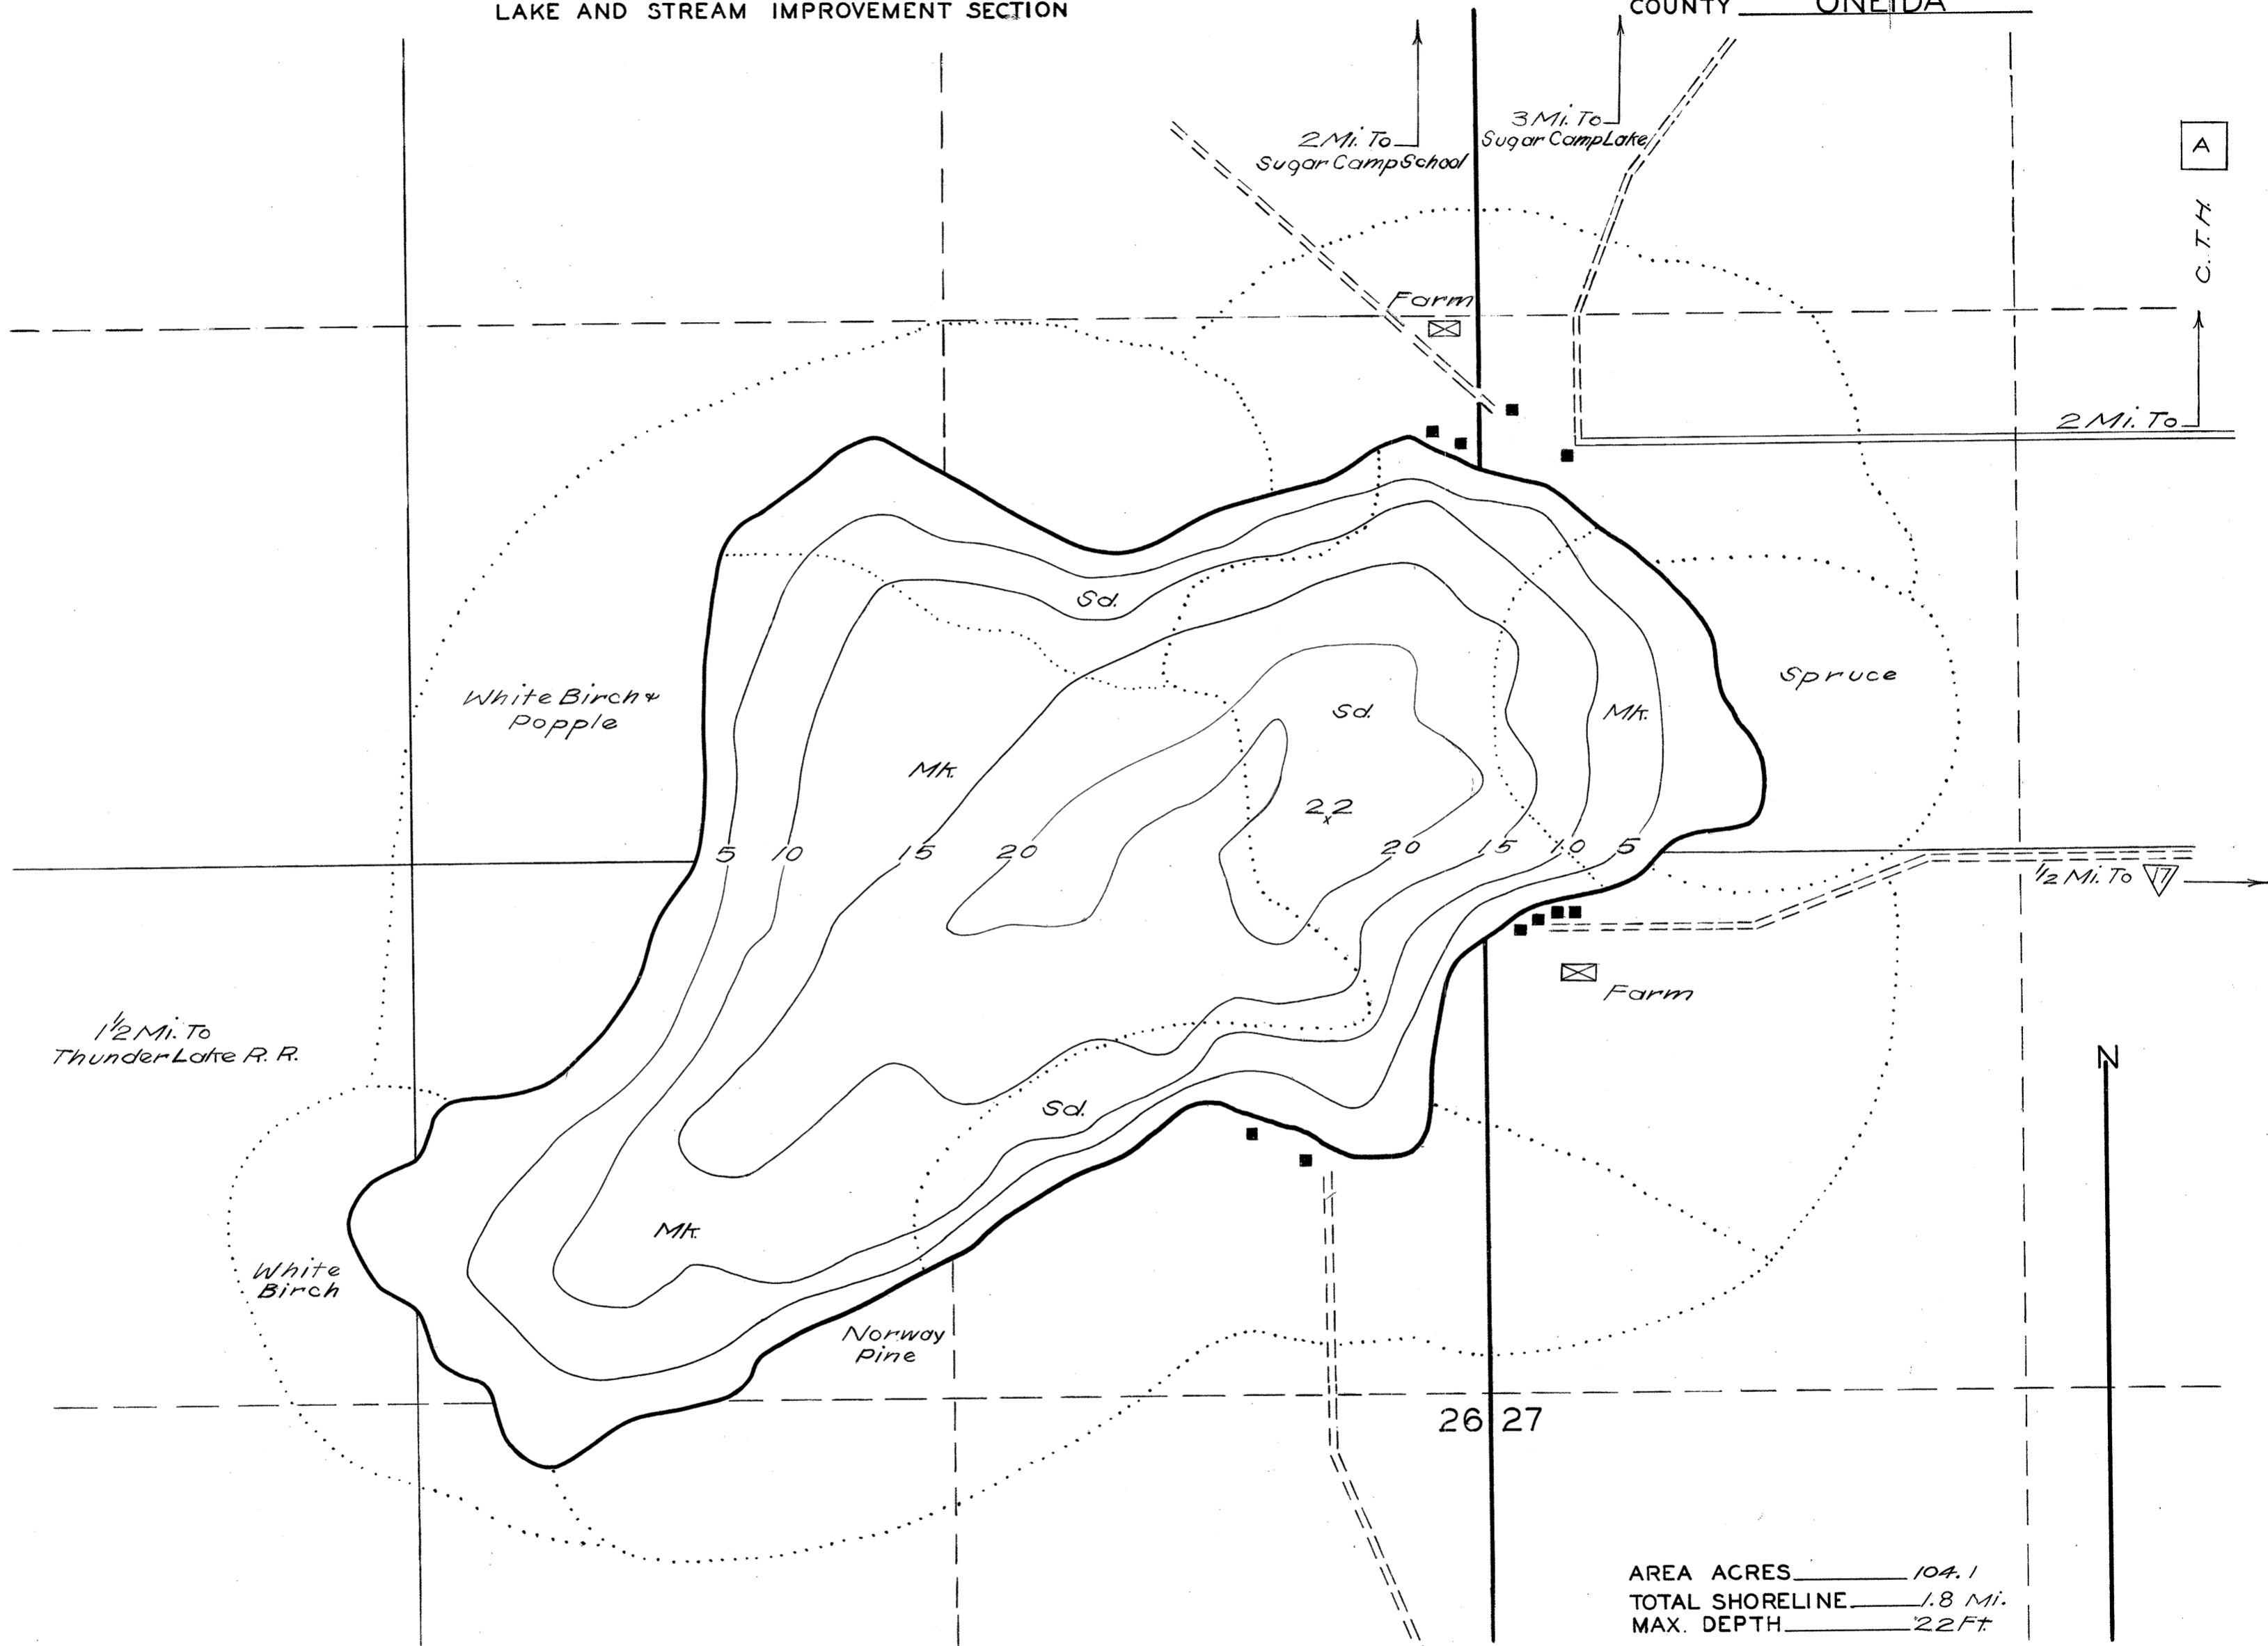 LAKE AND STREAM IMPROVEMENT SECTION
COUNTY ONEIDA
2 Mi. To
Sugar Camp School
3 Mi. To
Sugar Camp Lake
A
C. T. H.
2 Mi. To
Farm
Sd.
White Birch &
Popple
Spruce
Sd.
Mk.
Mk.
22
5 10 15 20 20 15 10 5
1/2 Mi. To 17
Farm
1 1/2 Mi. To
Thunder Lake R. R.
N
Sd.
Mk.
White
Birch
Norway
Pine
26 27
AREA ACRES 104.1
TOTAL SHORELINE 1.8 Mi.
MAX. DEPTH 22 Ft.